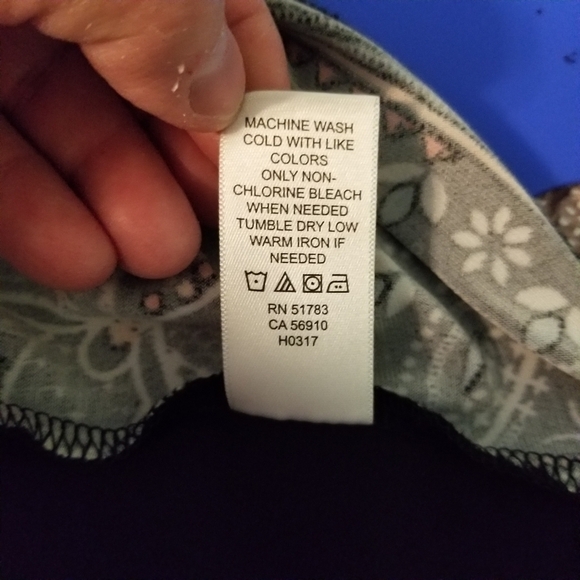 MACHINE WASH
COLD WITH LIKE
COLORS
ONLY NON-
CHLORINE BLEACH
WHEN NEEDED
TUMBLE DRY LOW
WARM IRON IF
NEEDED
RN 51783
CA 56910
H0317